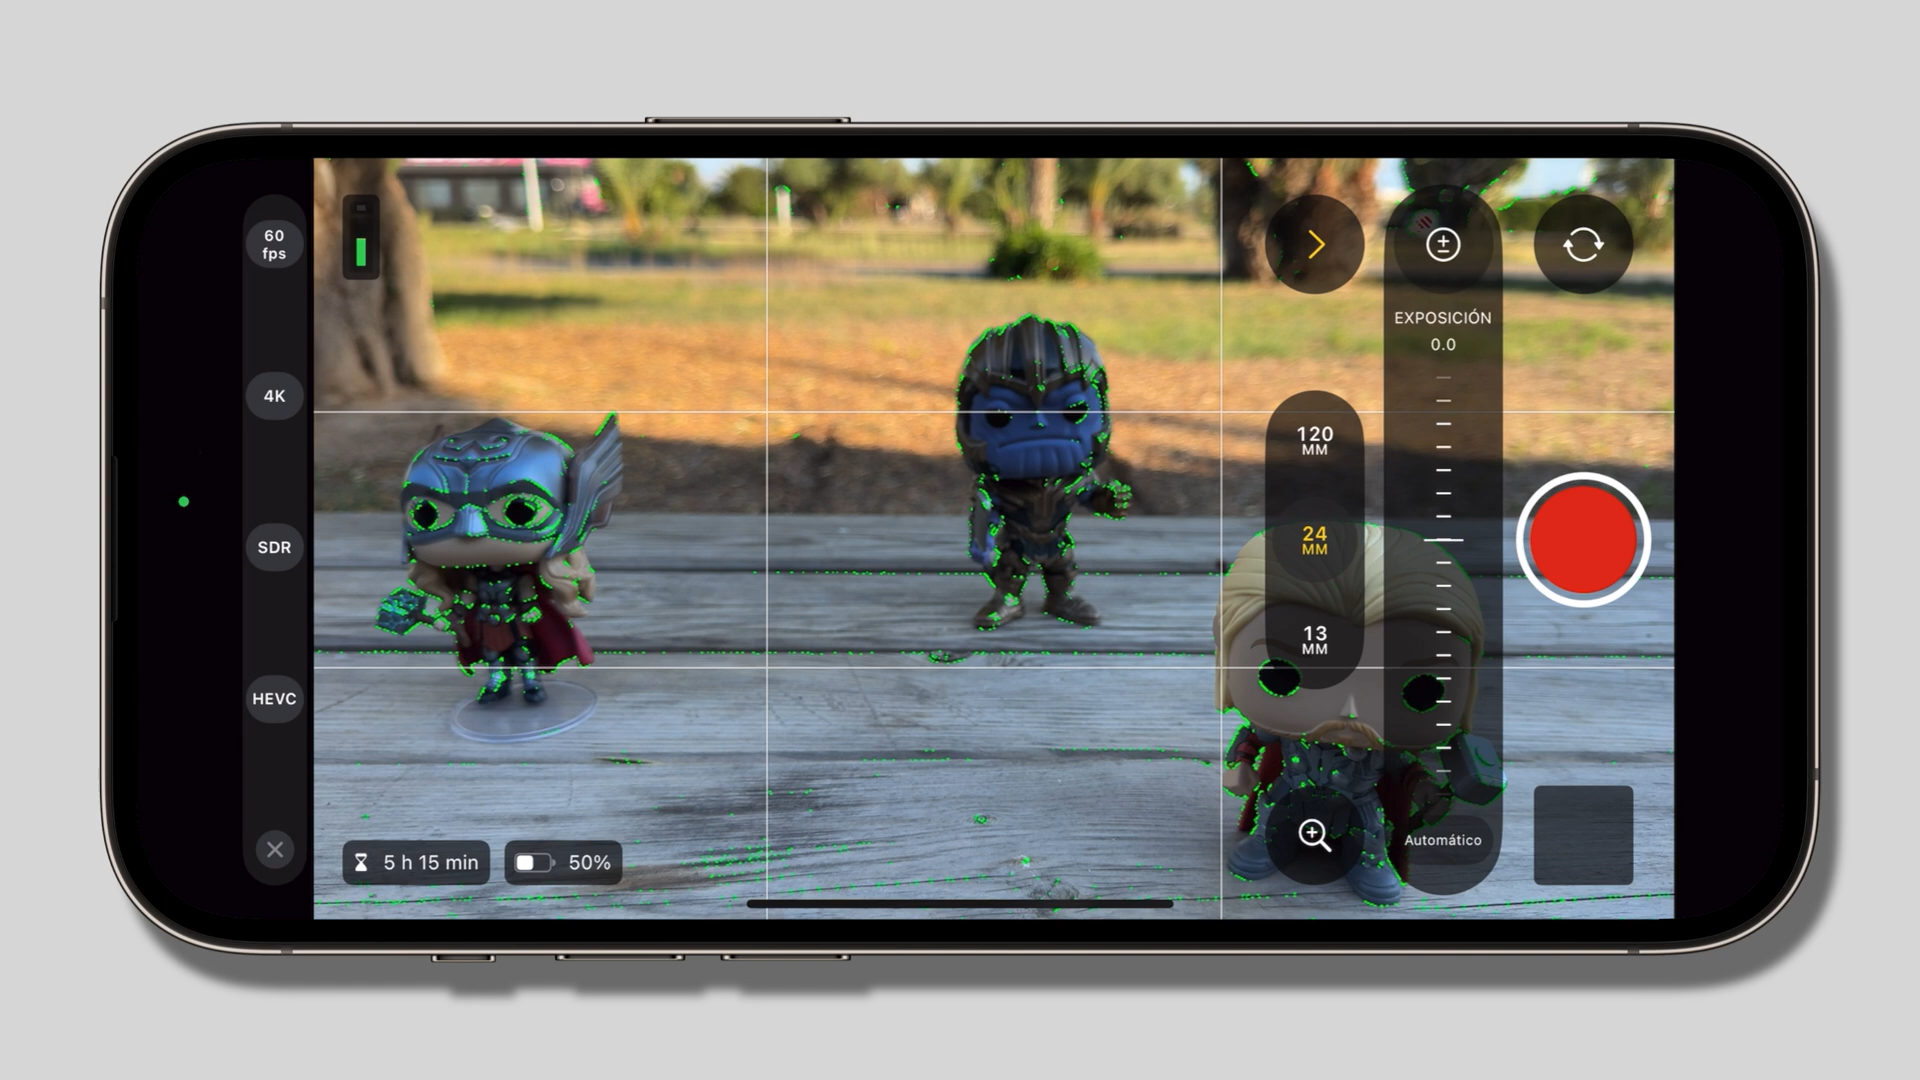 60
fps
4K
SDR
HEVC
5 h 15 min
50%
120
MM
24
MM
13
MM
EXPOSICIÓN
0.0
Automático